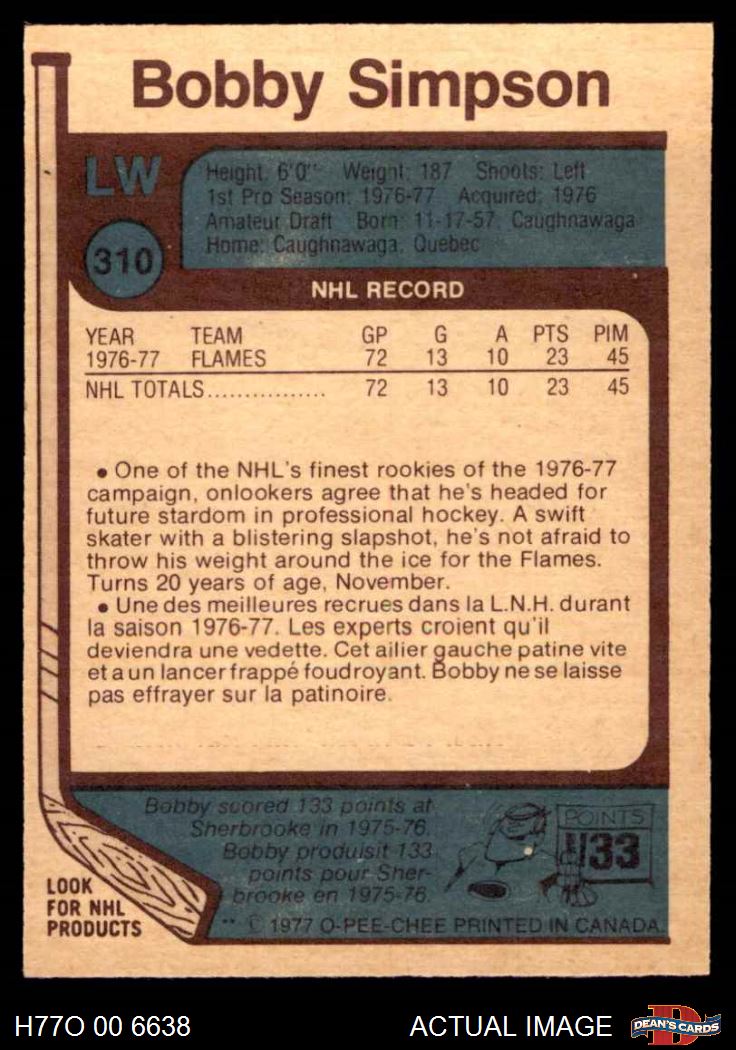 Bobby Simpson
LW
310
Height: 6'0" Weight: 187 Shoots: Left
1st Pro Season: 1976-77 Acquired: 1976
Amateur Draft Born: 11-17-57, Caughnawaga
Home: Caughnawaga, Quebec
NHL RECORD
YEAR TEAM GP G A PTS PIM
1976-77 FLAMES 72 13 10 23 45
NHL TOTALS................ 72 13 10 23 45
• One of the NHL's finest rookies of the 1976-77
campaign, onlookers agree that he's headed for
future stardom in professional hockey. A swift
skater with a blistering slapshot, he's not afraid to
throw his weight around the ice for the Flames.
Turns 20 years of age, November.
• Une des meilleures recrues dans la L.N.H. durant
la saison 1976-77. Les experts croient qu'il
deviendra une vedette. Cet ailier gauche patine vite
et a un lancer frappé foudroyant. Bobby ne se laisse
pas effrayer sur la patinoire.
Bobby scored 133 points at
Sherbrooke in 1975-76.
Bobby produisit 133
points pour Sher-
brooke en 1975-76.
POINTS
133
LOOK
FOR NHL
PRODUCTS
** © 1977 O-PEE-CHEE PRINTED IN CANADA.
H77O 00 6638
ACTUAL IMAGE
D
DEAN'S CARDS